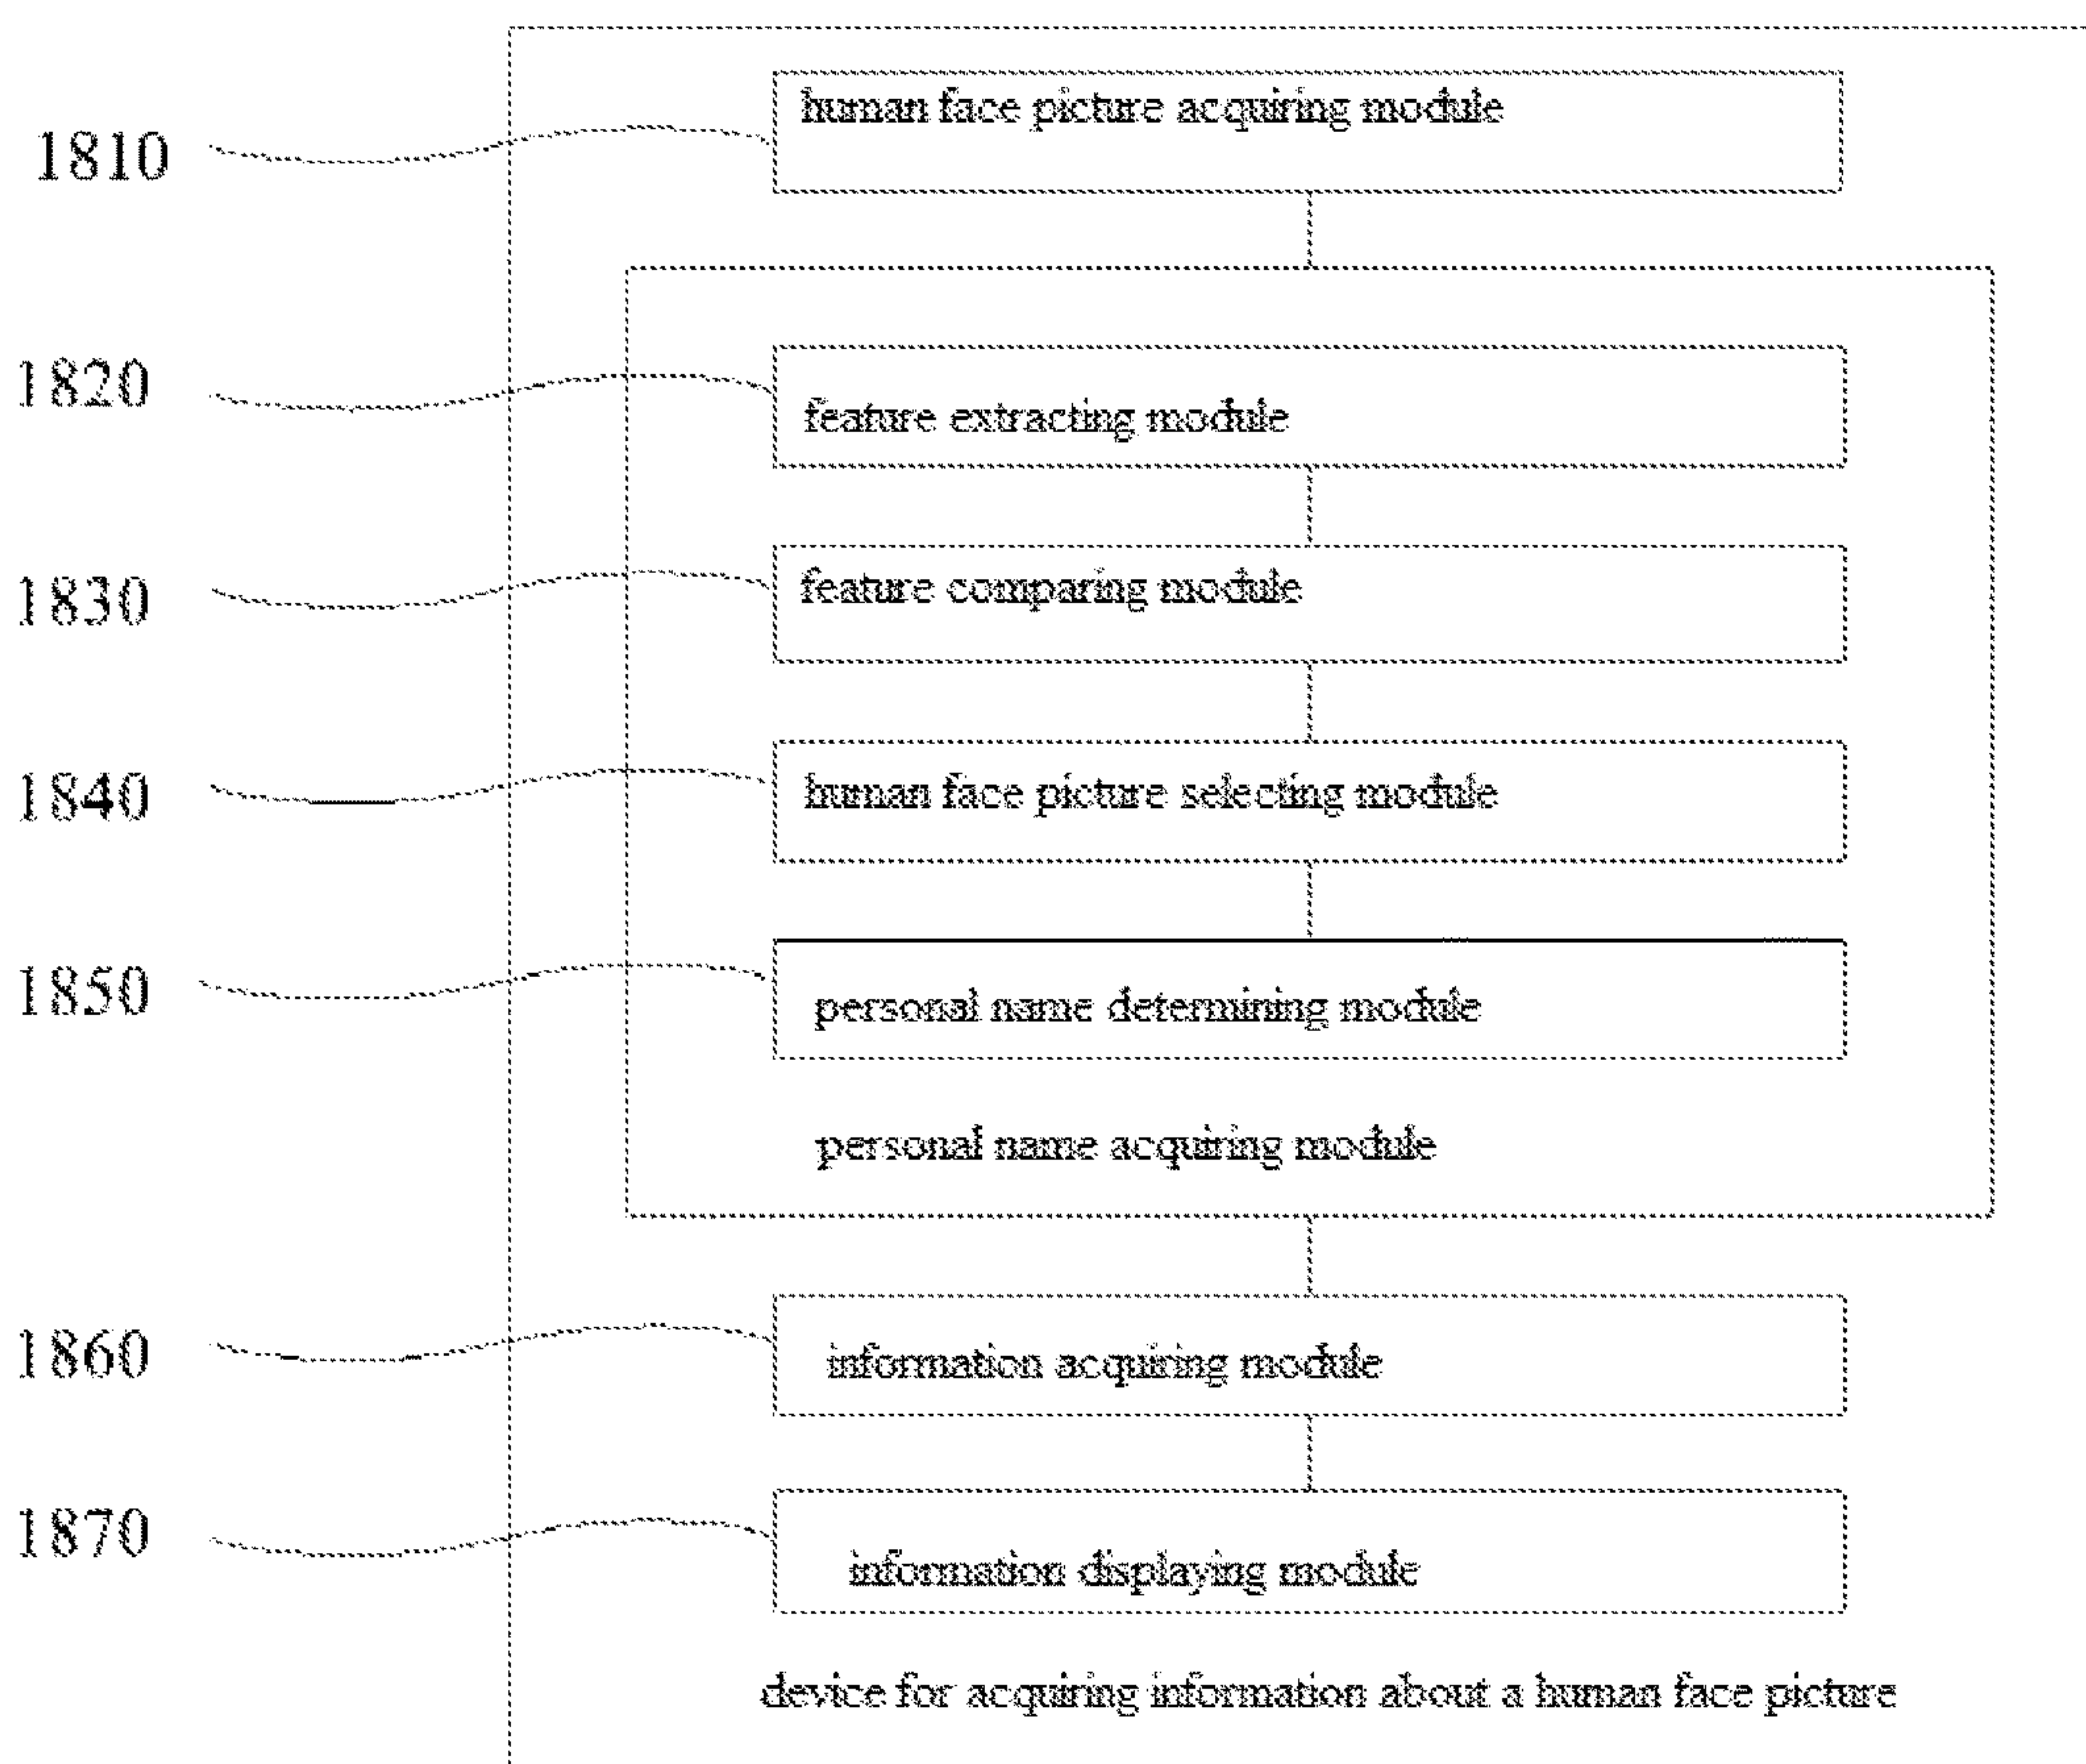 1810 human face picture acquiring module
1820 feature extracting module
1830 feature comparing module
1840 human face picture selecting module
1850 personal name determining module
personal name acquiring module
1860 information acquiring module
1870 information displaying module
device for acquiring information about a human face picture